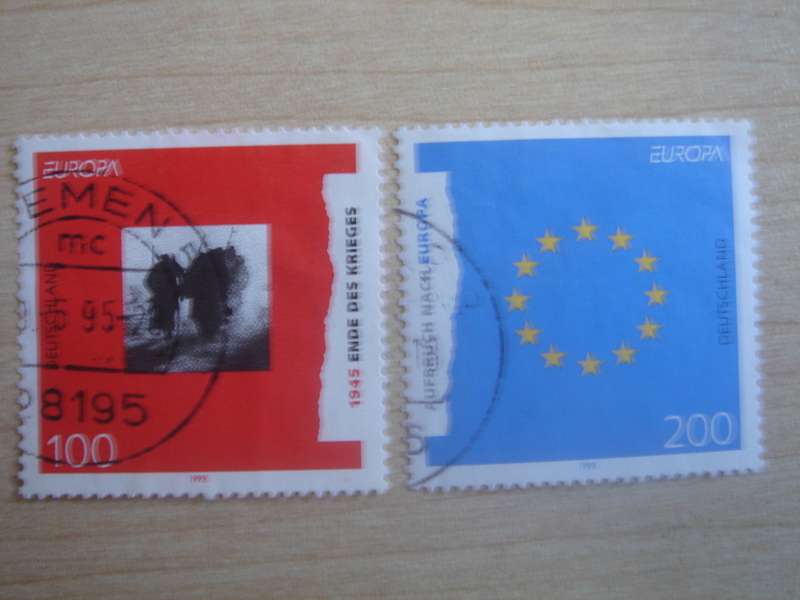 EUROPA
EMEN
mc
95-
8195
DEUTSCHLAND
1945 ENDE DES KRIEGES
100
1995
EUROPA
AUFBRUCH NACH EUROPA
DEUTSCHLAND
200
1995